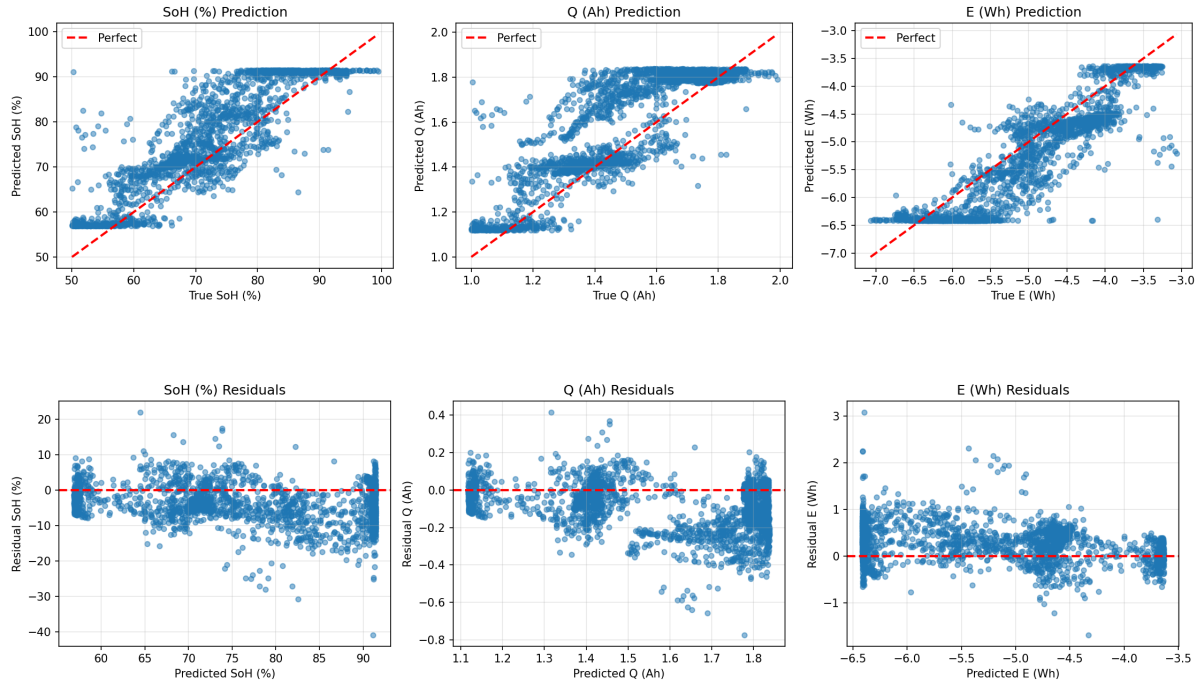 SoH (%) Prediction
Perfect
Predicted SoH (%)
100
90
80
70
60
50
50 60 70 80 90 100
True SoH (%)
Q (Ah) Prediction
Perfect
Predicted Q (Ah)
2.0
1.8
1.6
1.4
1.2
1.0
1.0 1.2 1.4 1.6 1.8 2.0
True Q (Ah)
E (Wh) Prediction
Perfect
Predicted E (Wh)
−3.0
−3.5
−4.0
−4.5
−5.0
−5.5
−6.0
−6.5
−7.0
−7.0 −6.5 −6.0 −5.5 −5.0 −4.5 −4.0 −3.5 −3.0
True E (Wh)
SoH (%) Residuals
Residual SoH (%)
20
10
0
−10
−20
−30
−40
60 65 70 75 80 85 90
Predicted SoH (%)
Q (Ah) Residuals
Residual Q (Ah)
0.4
0.2
0.0
−0.2
−0.4
−0.6
−0.8
1.1 1.2 1.3 1.4 1.5 1.6 1.7 1.8
Predicted Q (Ah)
E (Wh) Residuals
Residual E (Wh)
3
2
1
0
−1
−6.5 −6.0 −5.5 −5.0 −4.5 −4.0 −3.5
Predicted E (Wh)